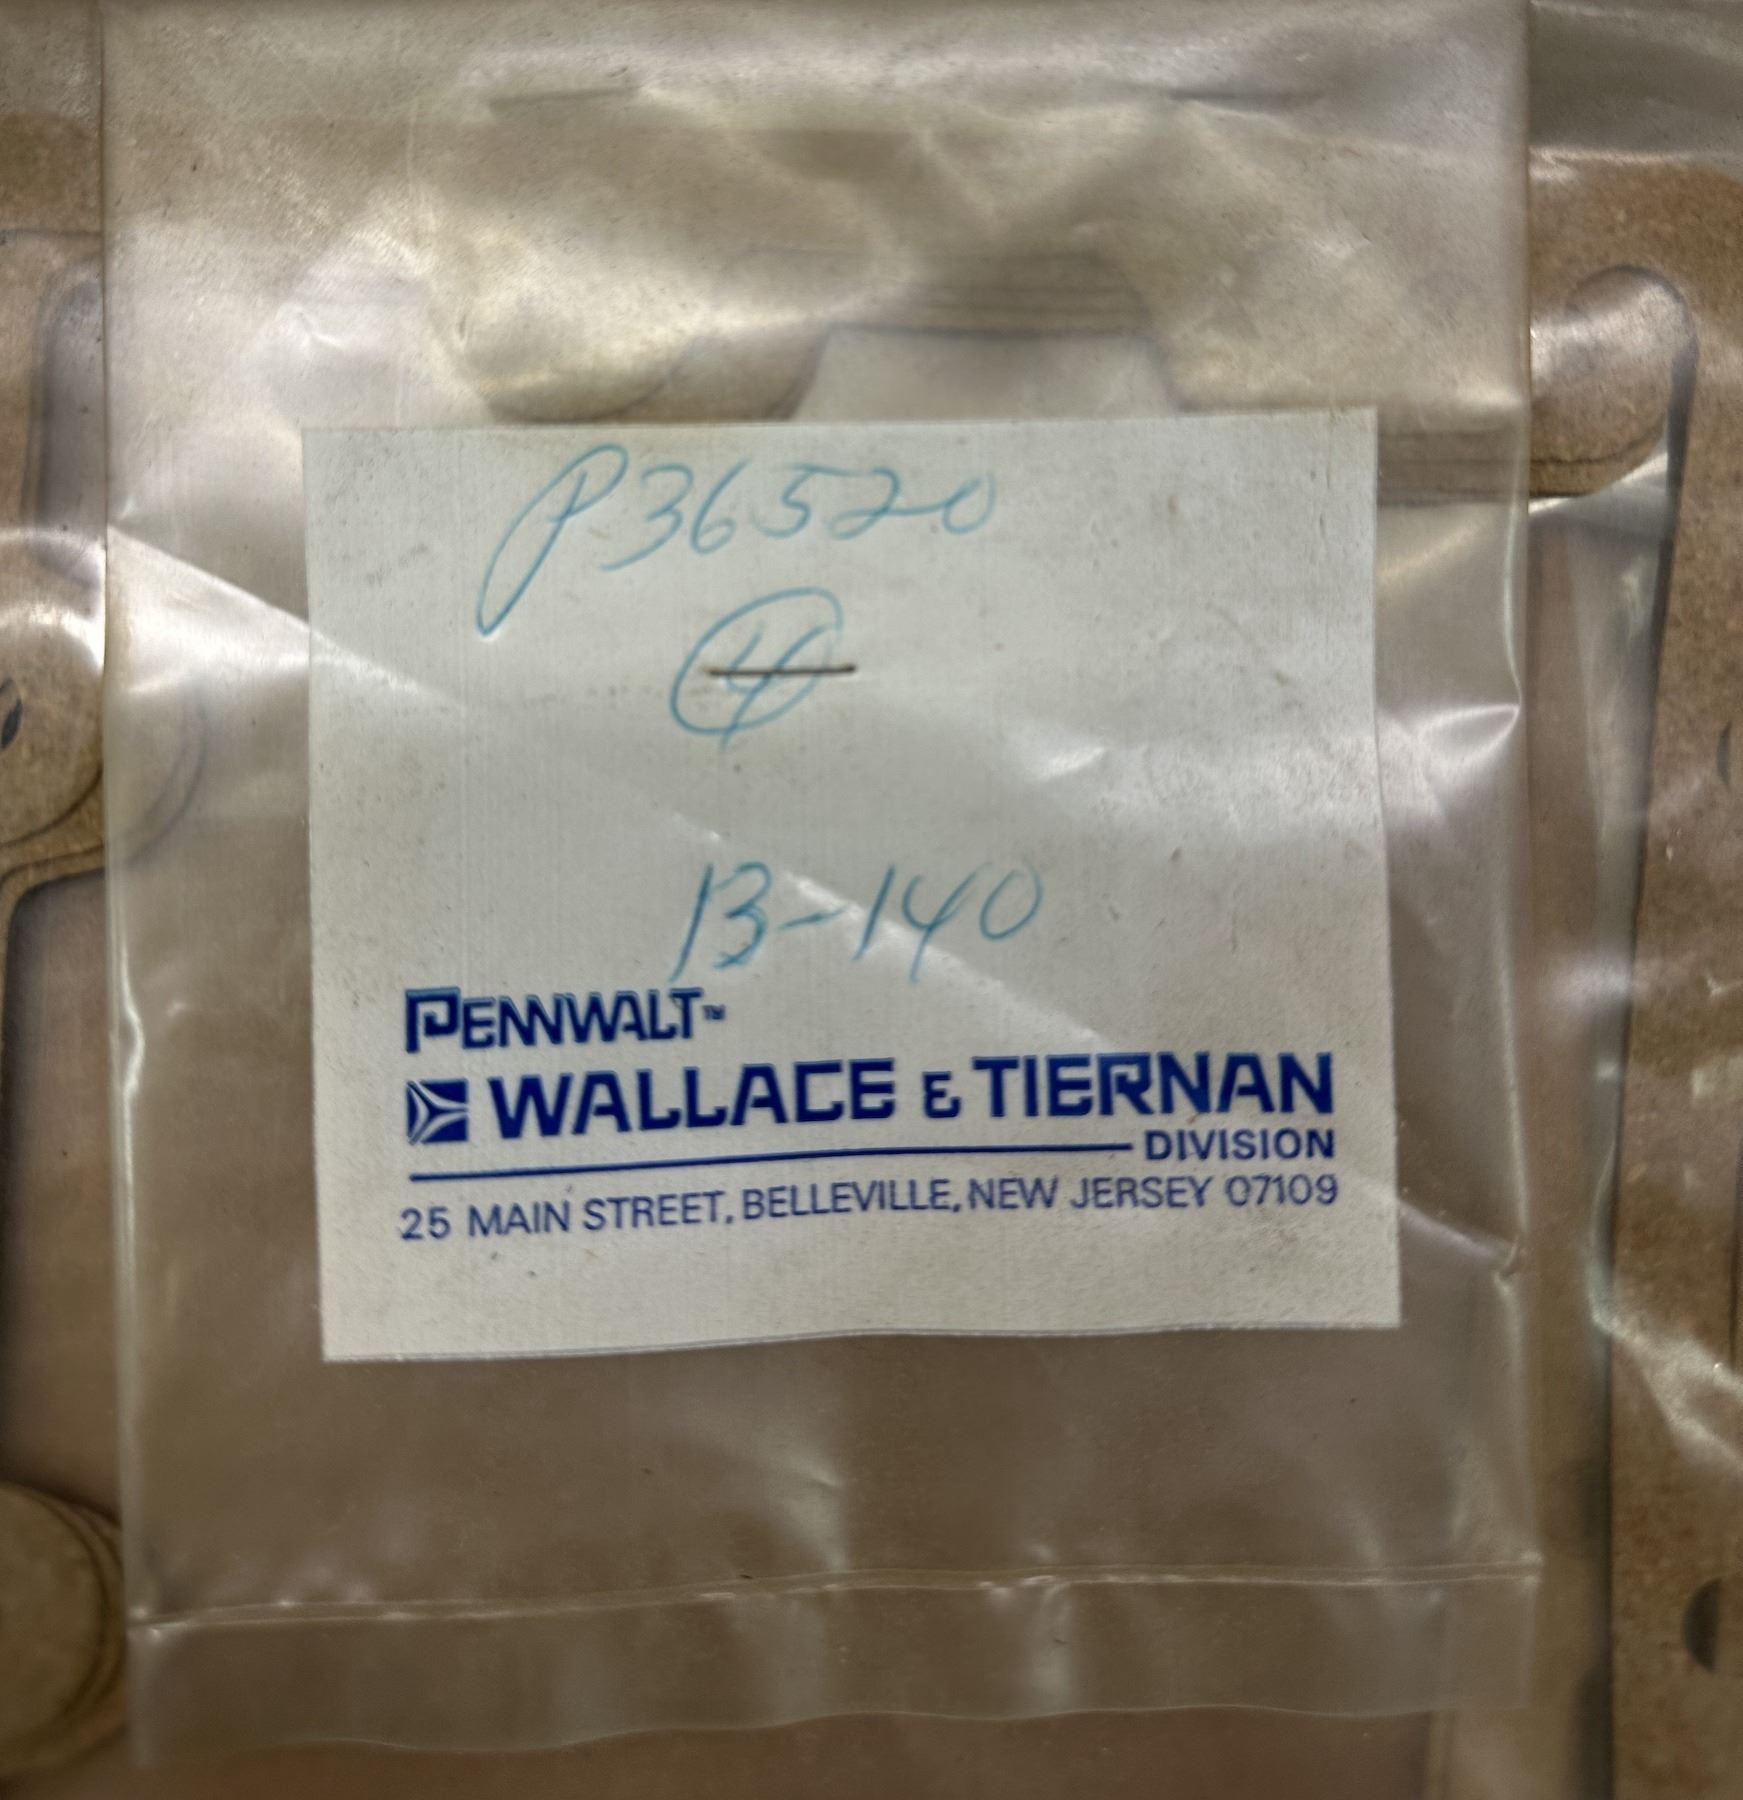 P36520
4
13-140
PENNWALT™
WALLACE & TIERNAN
DIVISION
25 MAIN STREET, BELLEVILLE, NEW JERSEY 07109